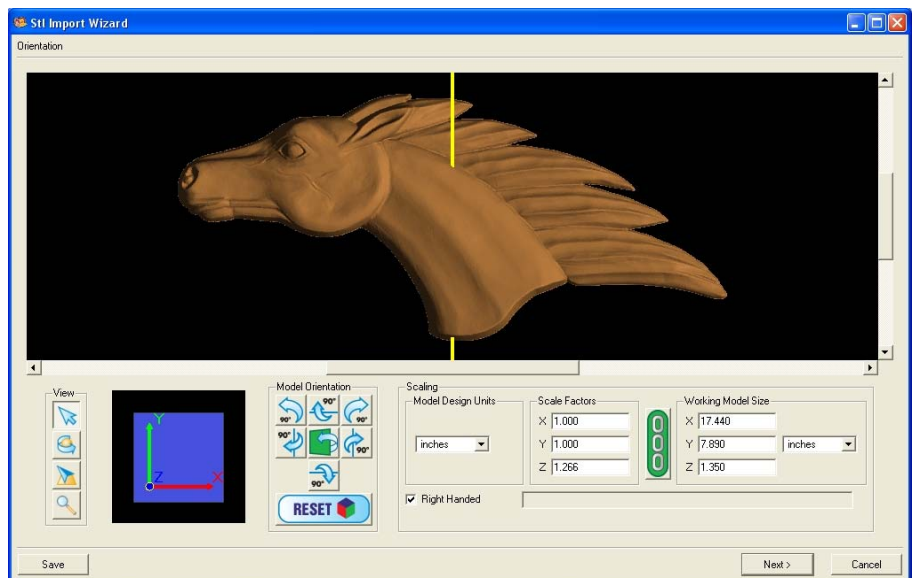 Stl Import Wizard
Orientation
View
Y
Z
X
Model Orientation
90°
90°
90°
90°
90°
90°
RESET
Scaling
Model Design Units
inches
Scale Factors
X 1.000
Y 1.000
Z 1.266
Working Model Size
X 17.440
Y 7.890
Z 1.350
inches
Right Handed
Save
Next >
Cancel